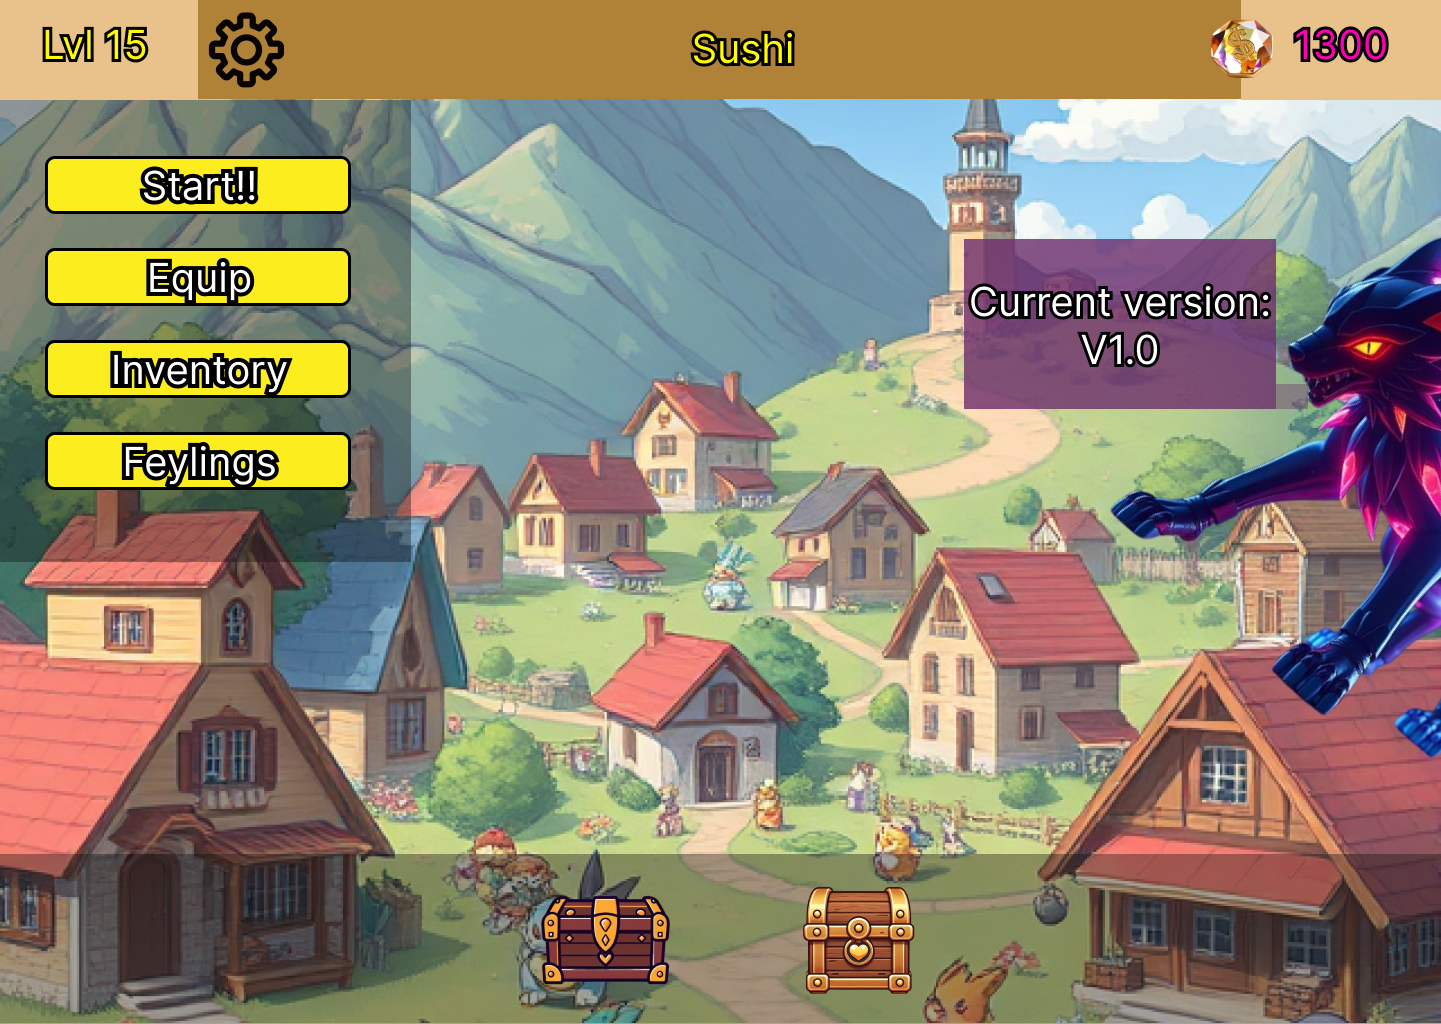 Lvl 15
Sushi
$
1300
Start!!
Equip
Inventory
Feylings
Current version:
V1.0